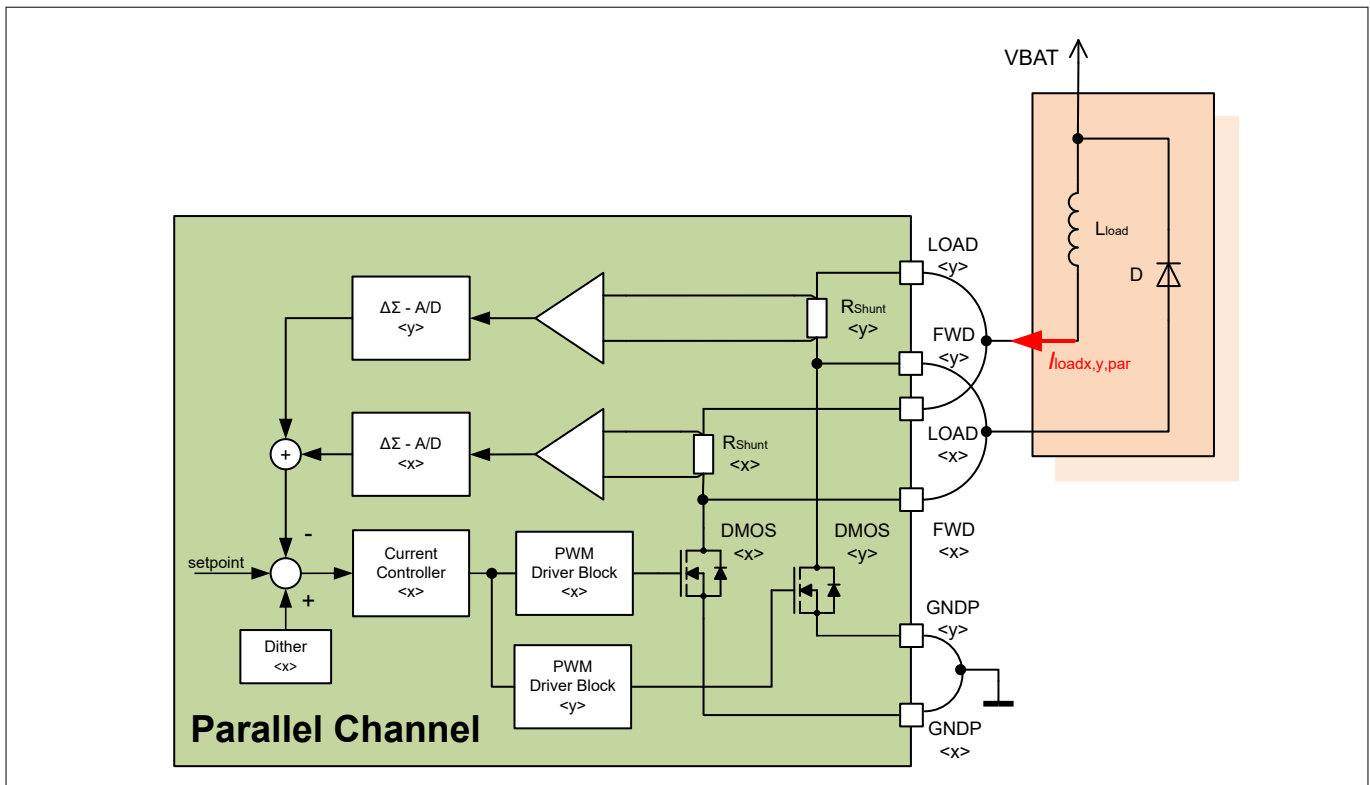 VBAT
Lload
D
LOAD
<y>
RShunt
<y>
ΔΣ - A/D
<y>
FWD
<y>
Iloadx,y,par
ΔΣ - A/D
<x>
RShunt
<x>
LOAD
<x>
+
-
setpoint
+
Current
Controller
<x>
PWM
Driver Block
<x>
DMOS
<x>
DMOS
<y>
FWD
<x>
Dither
<x>
PWM
Driver Block
<y>
GNDP
<y>
GNDP
<x>
Parallel Channel